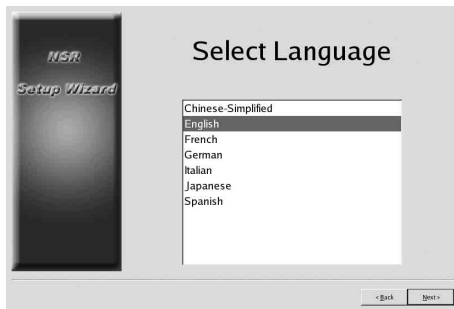 NSR
Setup Wizard
Select Language
Chinese-Simplified
English
French
German
Italian
Japanese
Spanish
< Back
Next >